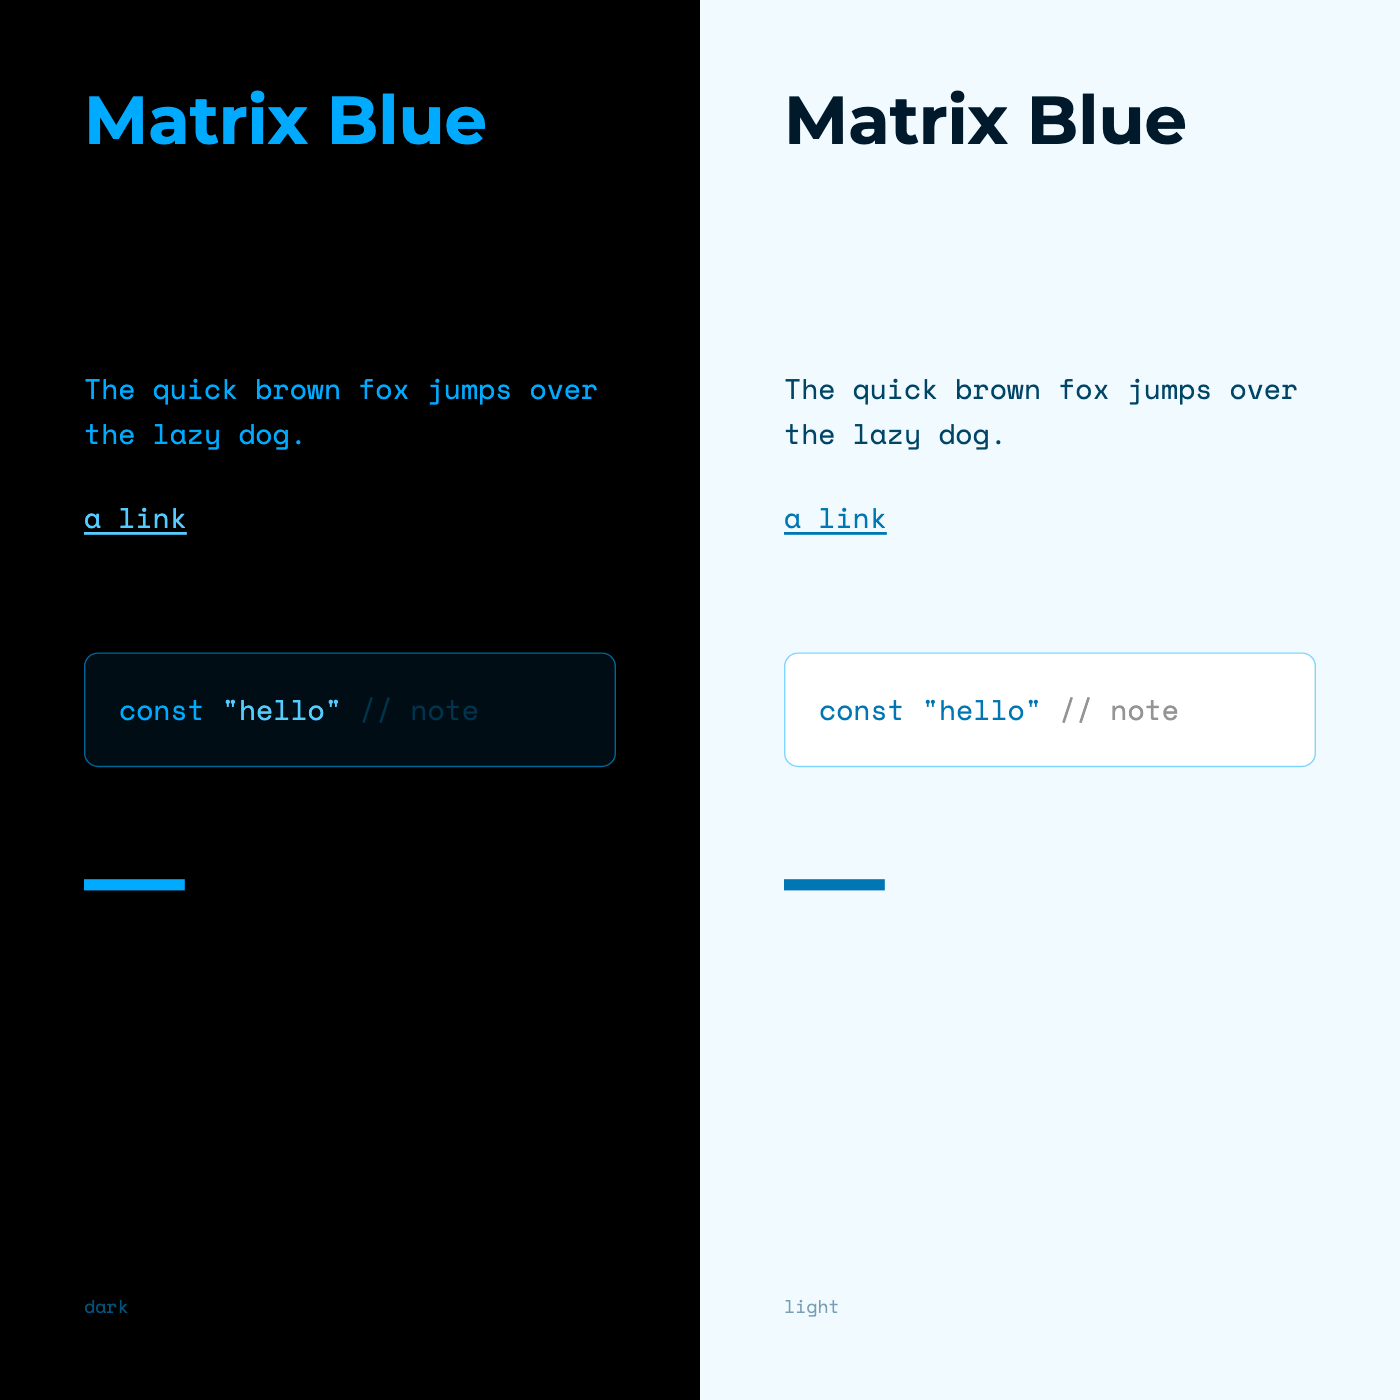 Matrix Blue
The quick brown fox jumps over
the lazy dog.
a link
const "hello" // note
dark
Matrix Blue
The quick brown fox jumps over
the lazy dog.
a link
const "hello" // note
light